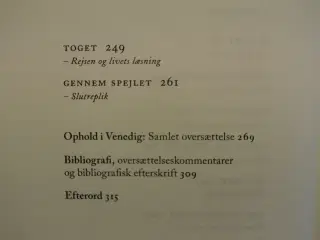 TOGET 249
– Rejsen og livets læsning
GENNEM SPEJLET 261
– Slutreplik
Ophold i Venedig: Samlet oversættelse 269
Bibliografi, oversættelseskommentarer
og bibliografisk efterskrift 309
Efterord 315